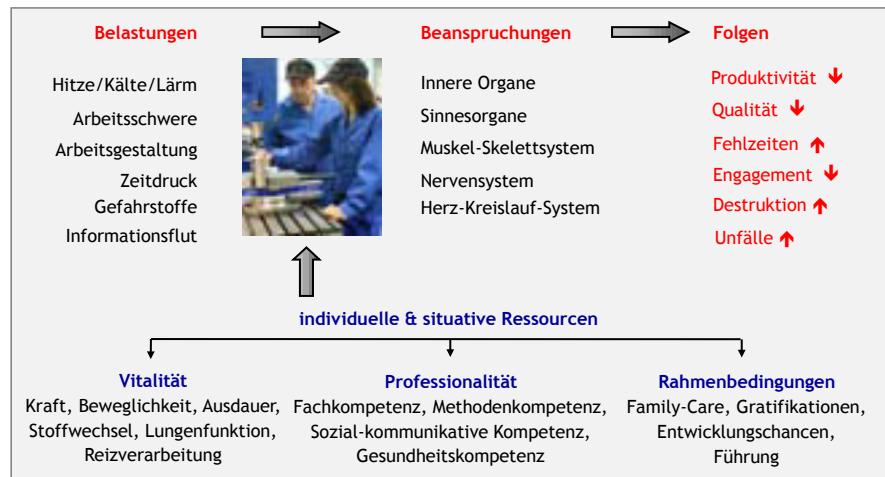 Belastungen
Beanspruchungen
Folgen
Hitze/Kälte/Lärm
Arbeitsschwere
Arbeitsgestaltung
Zeitdruck
Gefahrstoffe
Informationsflut
Innere Organe
Sinnesorgane
Muskel-Skelettsystem
Nervensystem
Herz-Kreislauf-System
Produktivität
Qualität
Fehlzeiten
Engagement
Destruktion
Unfälle
individuelle & situative Ressourcen
Vitalität
Kraft, Beweglichkeit, Ausdauer,
Stoffwechsel, Lungenfunktion,
Reizverarbeitung
Professionalität
Fachkompetenz, Methodenkompetenz,
Sozial-kommunikative Kompetenz,
Gesundheitskompetenz
Rahmenbedingungen
Family-Care, Gratifikationen,
Entwicklungschancen,
Führung